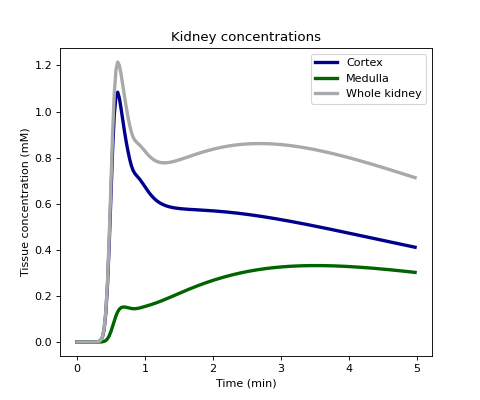 Kidney concentrations
Tissue concentration (mM)
1.2
1.0
0.8
0.6
0.4
0.2
0.0
Cortex
Medulla
Whole kidney
0 1 2 3 4 5
Time (min)